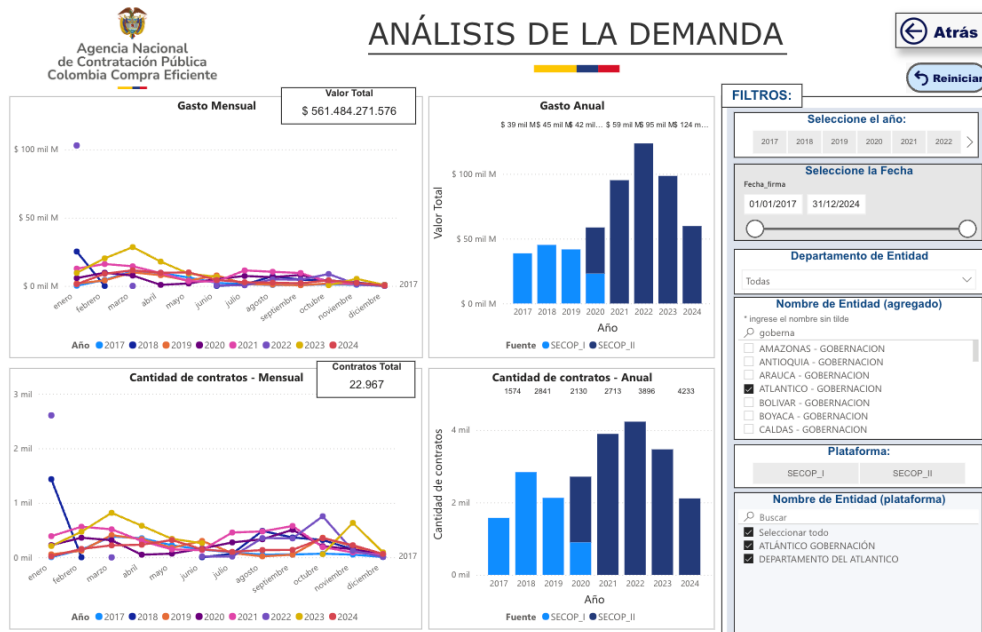 Agencia Nacional
de Contratación Pública
Colombia Compra Eficiente
ANÁLISIS DE LA DEMANDA
Atrás
Reiniciar
Gasto Mensual
Valor Total
$ 561.484.271.576
$ 100 mil M
$ 50 mil M
$ 0 mil M
enero
febrero
marzo
abril
mayo
junio
julio
agosto
septiembre
octubre
noviembre
diciembre
2017
Año 2017 2018 2019 2020 2021 2022 2023 2024
Gasto Anual
$ 39 mil M $ 45 mil M $ 42 mil... $ 59 mil M $ 95 mil M $ 124 m...
Valor Total
$ 100 mil M
$ 50 mil M
$ 0 mil M
2017 2018 2019 2020 2021 2022 2023 2024
Año
Fuente SECOP_I SECOP_II
Cantidad de contratos - Mensual
Contratos Total
22.967
3 mil
2 mil
1 mil
0 mil
enero
febrero
marzo
abril
mayo
junio
julio
agosto
septiembre
octubre
noviembre
diciembre
2017
Año 2017 2018 2019 2020 2021 2022 2023 2024
Cantidad de contratos - Anual
1574 2841 2130 2713 3896 4233
Cantidad de contratos
4 mil
2 mil
0 mil
2017 2018 2019 2020 2021 2022 2023 2024
Año
Fuente SECOP_I SECOP_II
FILTROS:
Seleccione el año:
2017 2018 2019 2020 2021 2022
Seleccione la Fecha
Fecha_firma
01/01/2017 31/12/2024
Departamento de Entidad
Todas
Nombre de Entidad (agregado)
* ingrese el nombre sin tilde
goberna
AMAZONAS - GOBERNACION
ANTIOQUIA - GOBERNACION
ARAUCA - GOBERNACION
ATLANTICO - GOBERNACION
BOLIVAR - GOBERNACION
BOYACA - GOBERNACION
CALDAS - GOBERNACION
Plataforma:
SECOP_I SECOP_II
Nombre de Entidad (plataforma)
Buscar
Seleccionar todo
ATLÁNTICO GOBERNACIÓN
DEPARTAMENTO DEL ATLANTICO